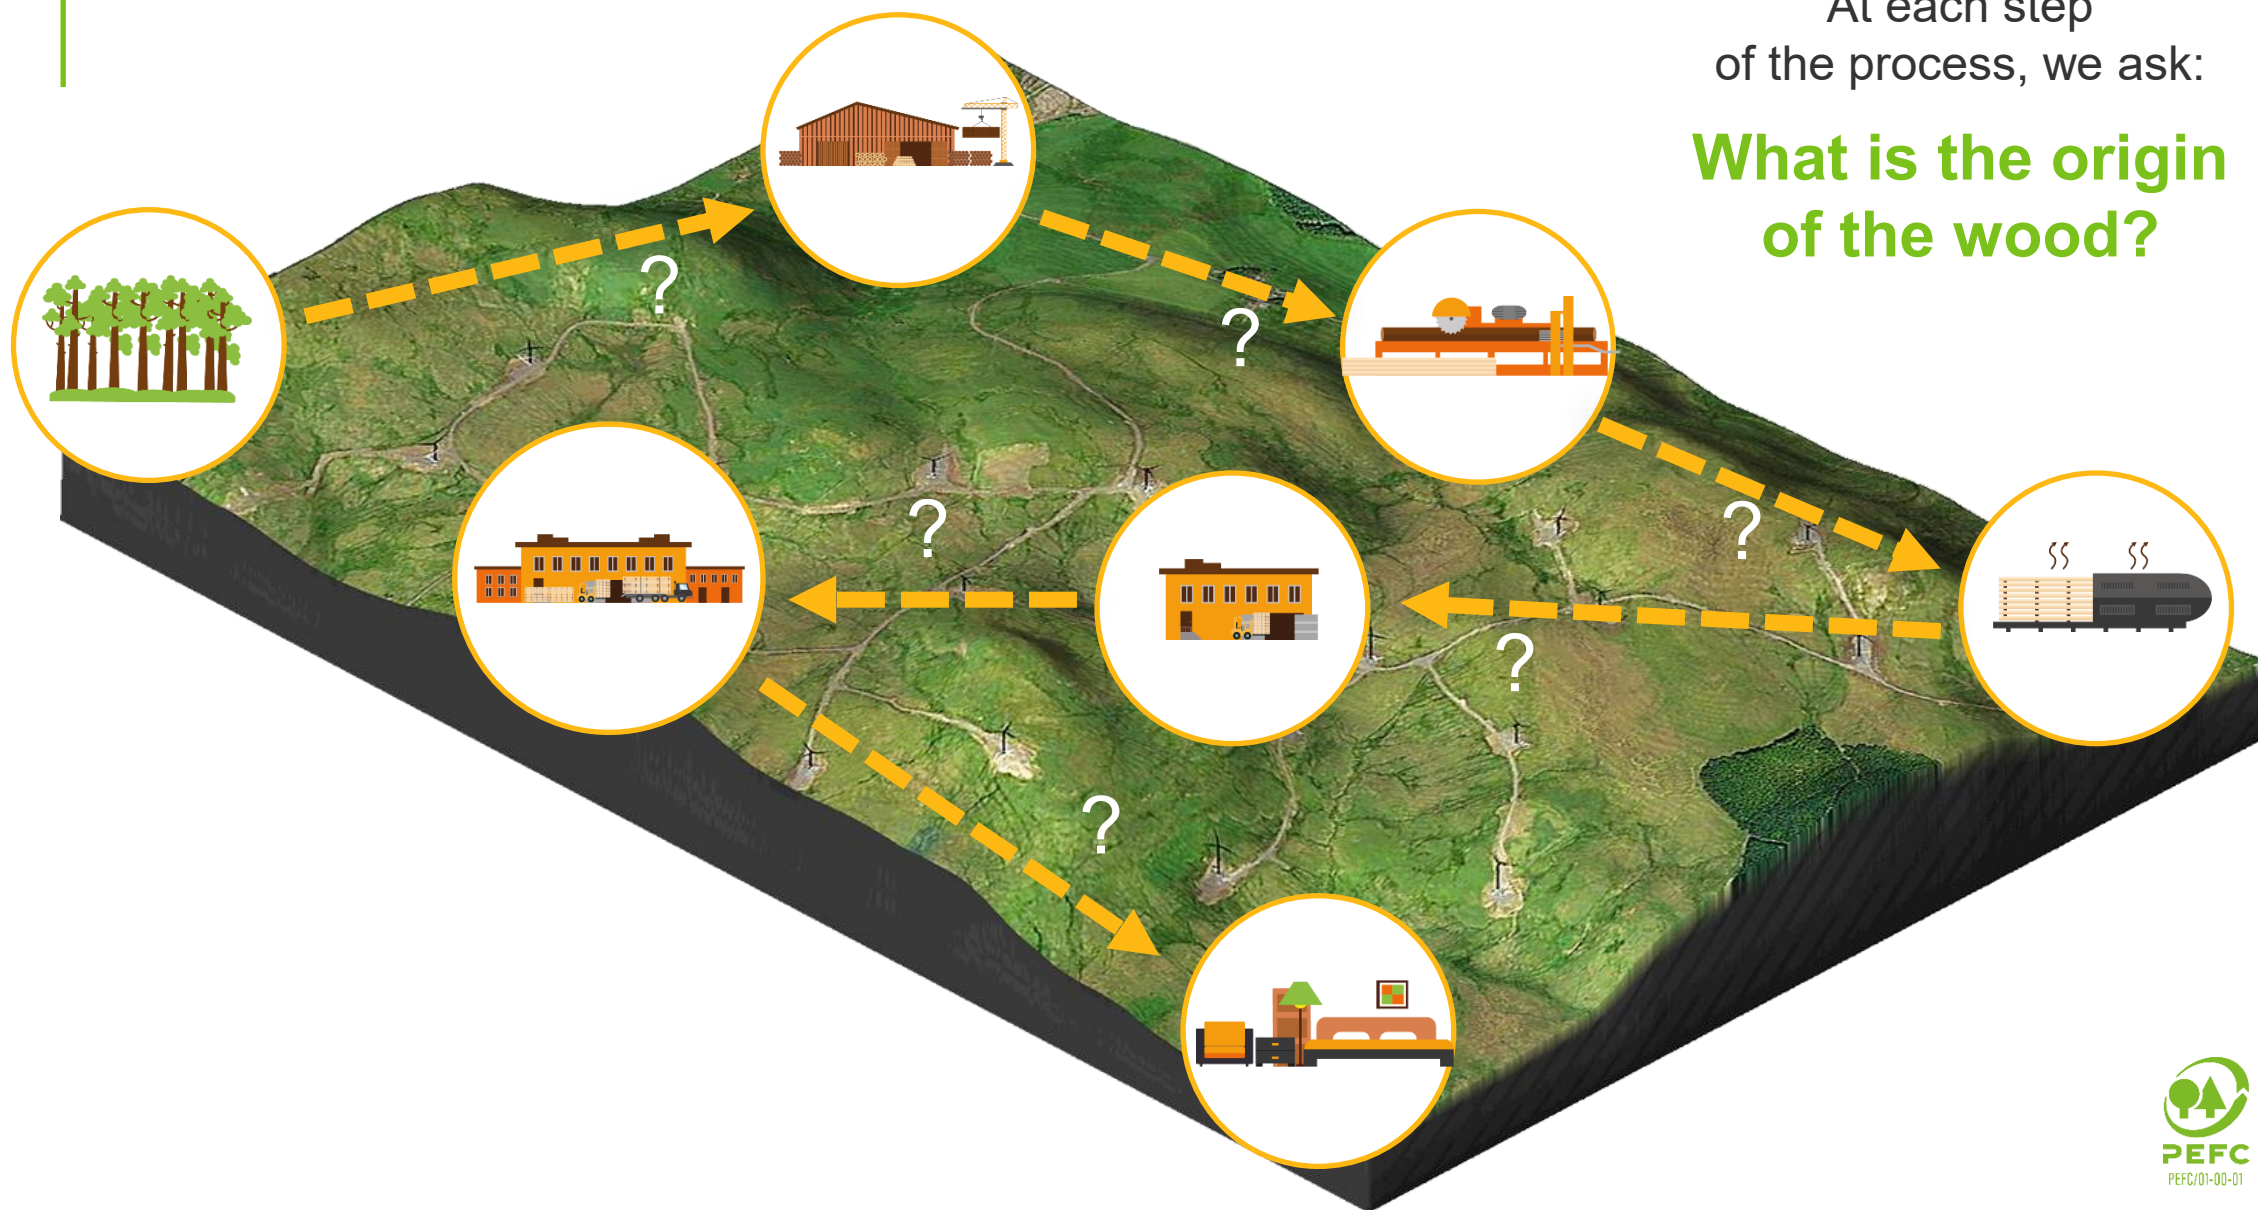 At each step
of the process, we ask:
What is the origin
of the wood?
?
?
?
?
?
?
PEFC
PEFC/01-00-01